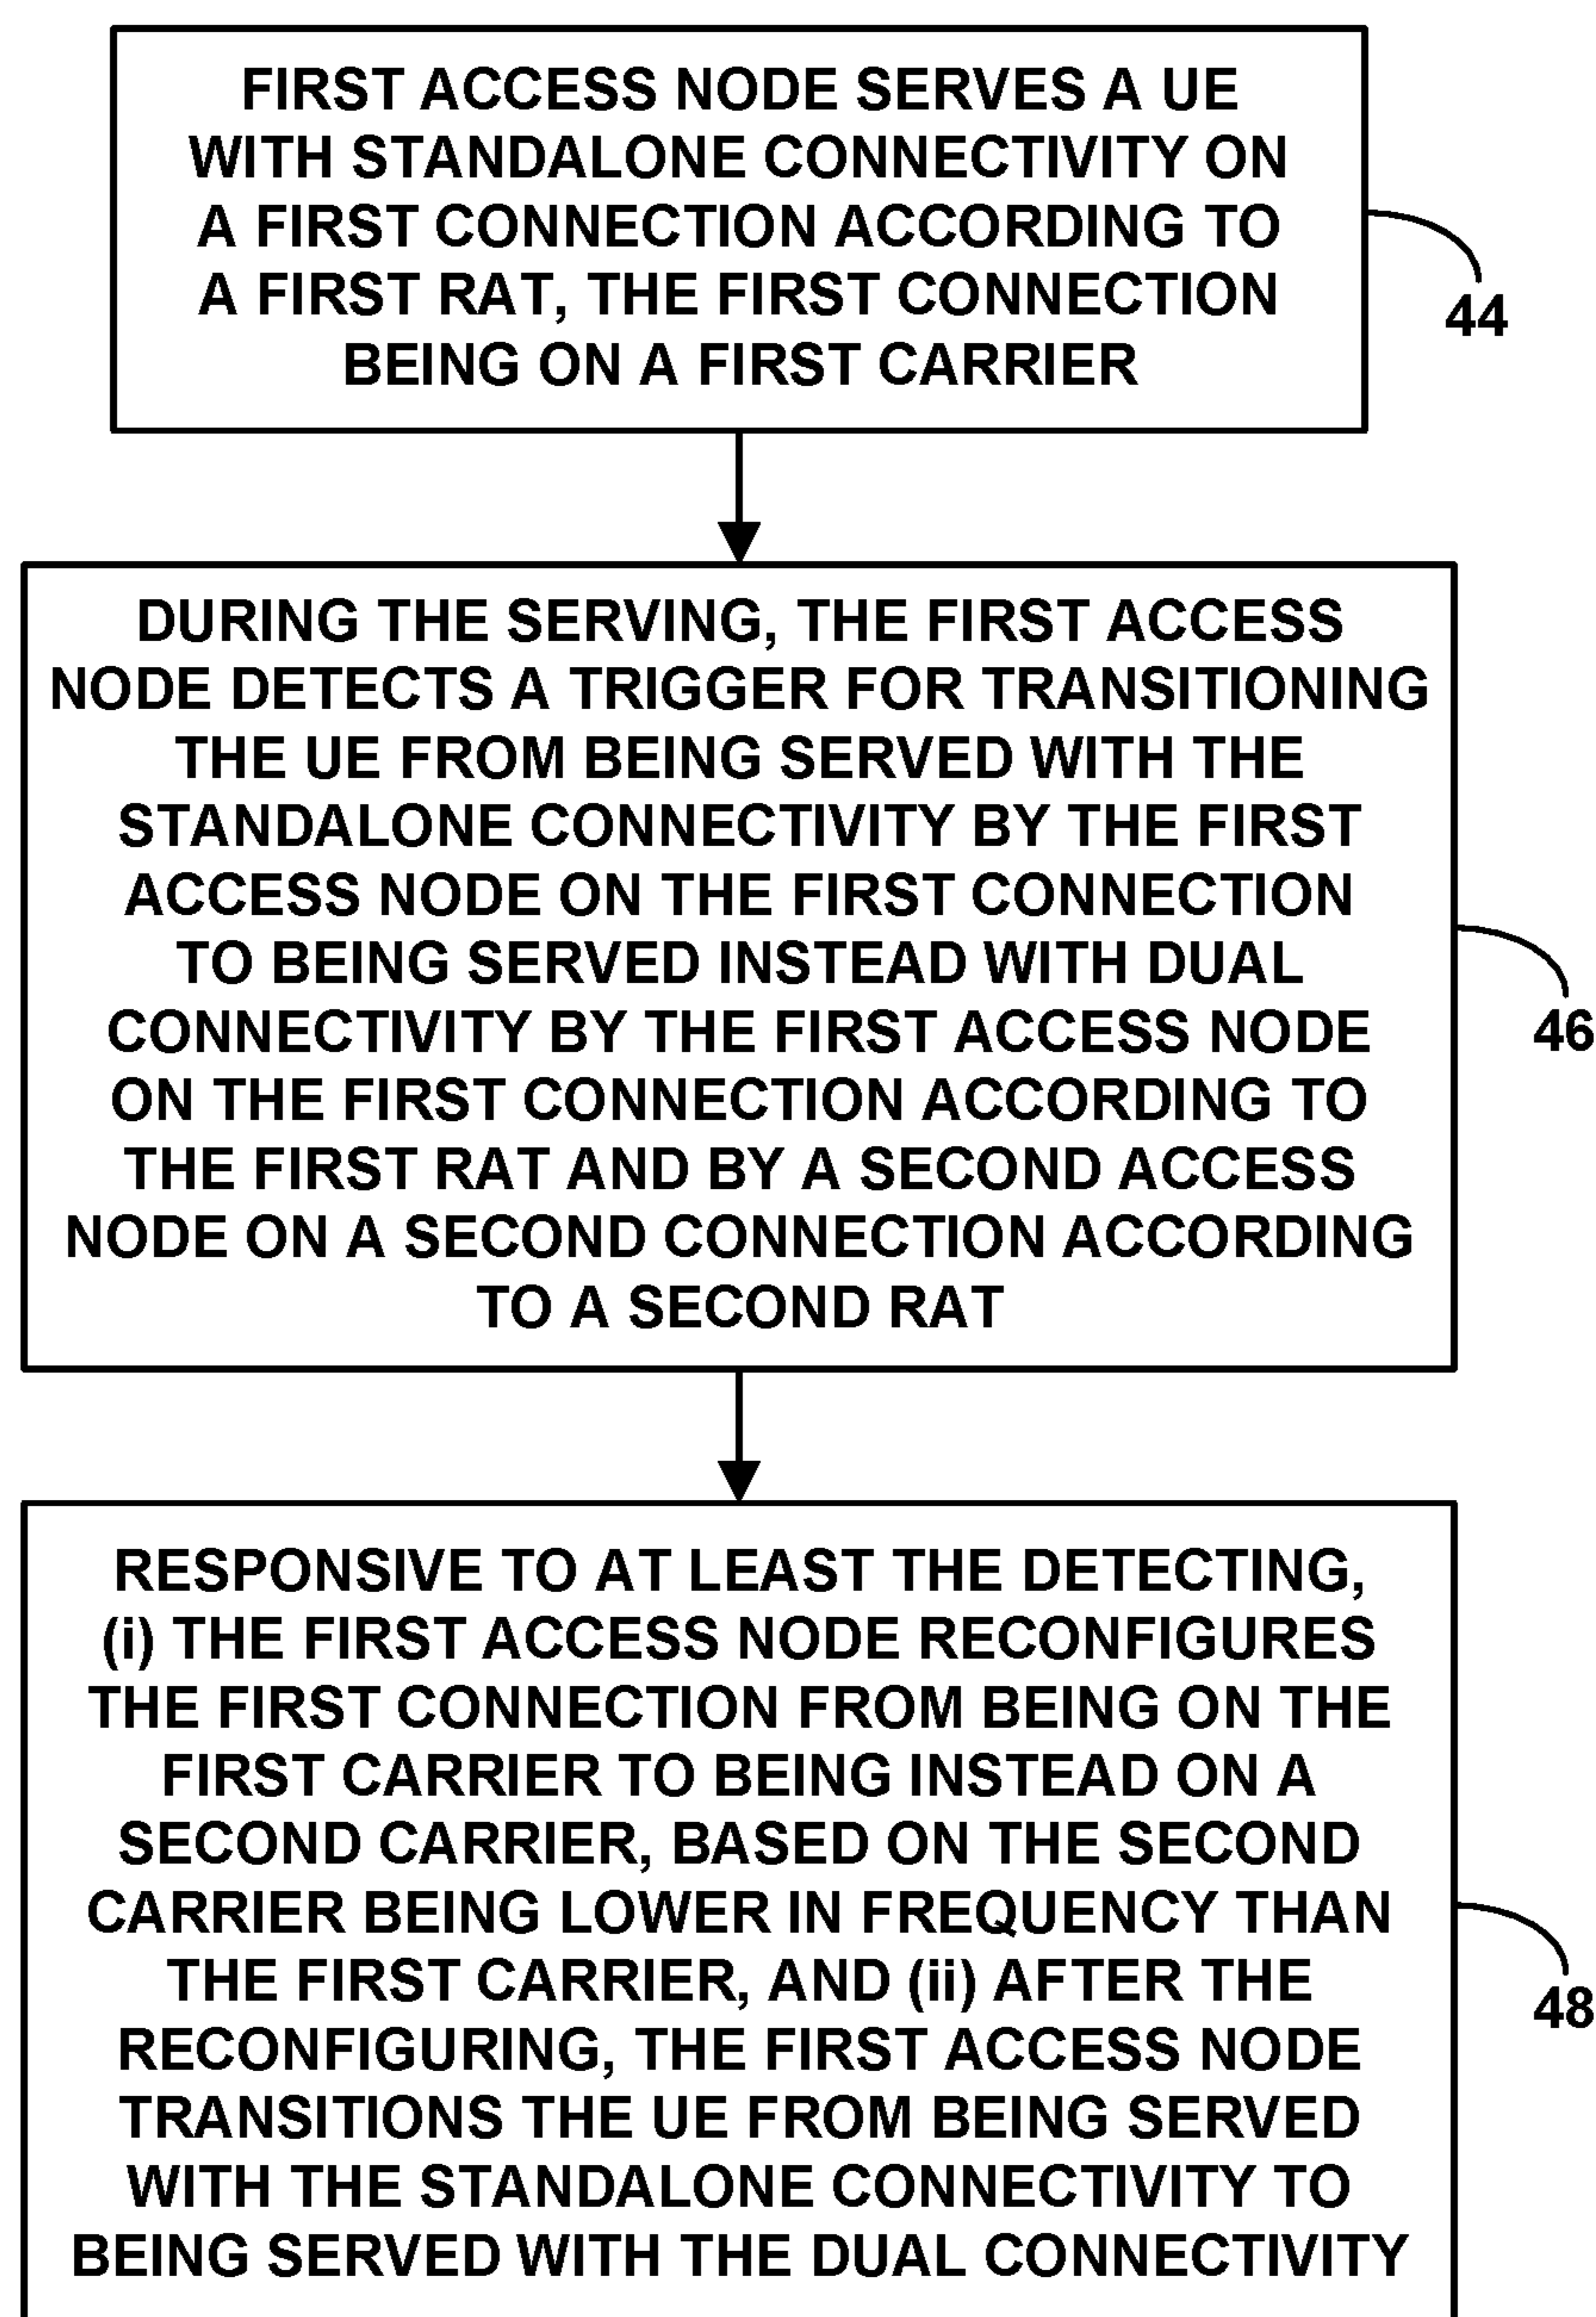 FIRST ACCESS NODE SERVES A UE
WITH STANDALONE CONNECTIVITY ON
A FIRST CONNECTION ACCORDING TO
A FIRST RAT, THE FIRST CONNECTION
BEING ON A FIRST CARRIER
44
DURING THE SERVING, THE FIRST ACCESS
NODE DETECTS A TRIGGER FOR TRANSITIONING
THE UE FROM BEING SERVED WITH THE
STANDALONE CONNECTIVITY BY THE FIRST
ACCESS NODE ON THE FIRST CONNECTION
TO BEING SERVED INSTEAD WITH DUAL
CONNECTIVITY BY THE FIRST ACCESS NODE
ON THE FIRST CONNECTION ACCORDING TO
THE FIRST RAT AND BY A SECOND ACCESS
NODE ON A SECOND CONNECTION ACCORDING
TO A SECOND RAT
46
RESPONSIVE TO AT LEAST THE DETECTING,
(i) THE FIRST ACCESS NODE RECONFIGURES
THE FIRST CONNECTION FROM BEING ON THE
FIRST CARRIER TO BEING INSTEAD ON A
SECOND CARRIER, BASED ON THE SECOND
CARRIER BEING LOWER IN FREQUENCY THAN
THE FIRST CARRIER, AND (ii) AFTER THE
RECONFIGURING, THE FIRST ACCESS NODE
TRANSITIONS THE UE FROM BEING SERVED
WITH THE STANDALONE CONNECTIVITY TO
BEING SERVED WITH THE DUAL CONNECTIVITY
48